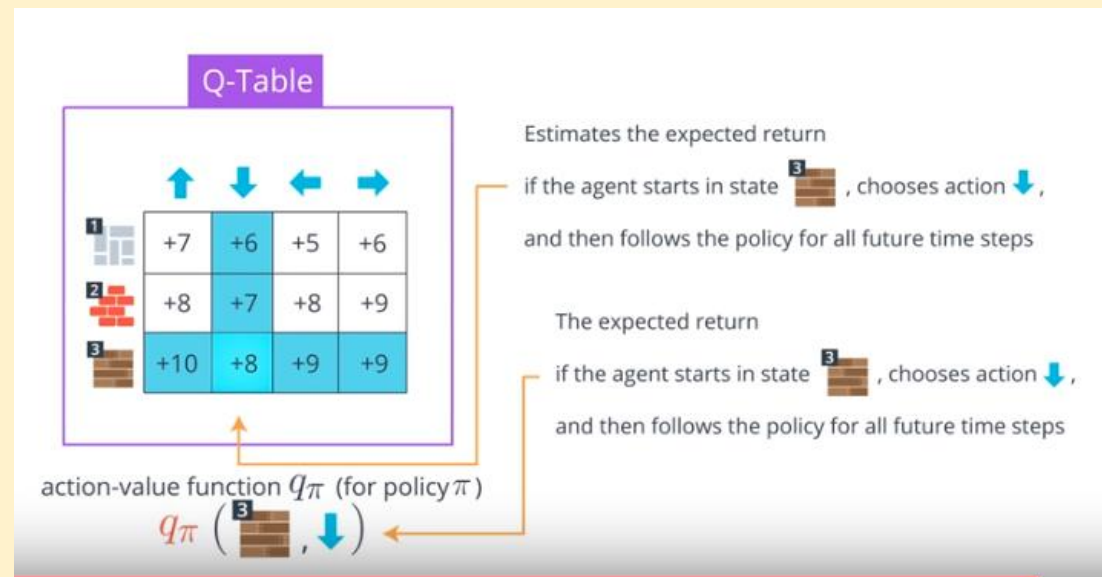 Q-Table
1 +7 +6 +5 +6
2 +8 +7 +8 +9
3 +10 +8 +9 +9
Estimates the expected return
if the agent starts in state 3 , chooses action ↓ ,
and then follows the policy for all future time steps
The expected return
if the agent starts in state 3 , chooses action ↓ ,
and then follows the policy for all future time steps
action-value function qπ (for policy π)
qπ ( 3 , ↓ )